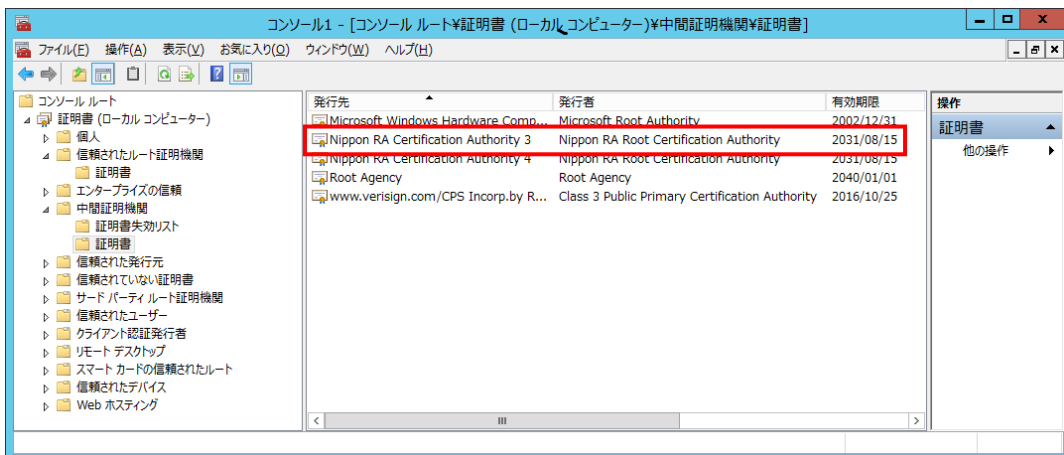 コンソール1 - [コンソール ルート¥証明書 (ローカル コンピューター)¥中間証明機関¥証明書]
ファイル(F) 操作(A) 表示(V) お気に入り(O) ウィンドウ(W) ヘルプ(H)
コンソール ルート
証明書 (ローカル コンピューター)
個人
信頼されたルート証明機関
証明書
エンタープライズの信頼
中間証明機関
証明書失効リスト
証明書
信頼された発行元
信頼されていない証明書
サード パーティ ルート証明機関
信頼されたユーザー
クライアント認証発行者
リモート デスクトップ
スマート カードの信頼されたルート
信頼されたデバイス
Web ホスティング
発行先 発行者 有効期限
Microsoft Windows Hardware Comp... Microsoft Root Authority 2002/12/31
Nippon RA Certification Authority 3 Nippon RA Root Certification Authority 2031/08/15
Nippon RA Certification Authority 4 Nippon RA Root Certification Authority 2031/08/15
Root Agency Root Agency 2040/01/01
www.verisign.com/CPS Incorp.by R... Class 3 Public Primary Certification Authority 2016/10/25
操作
証明書
他の操作